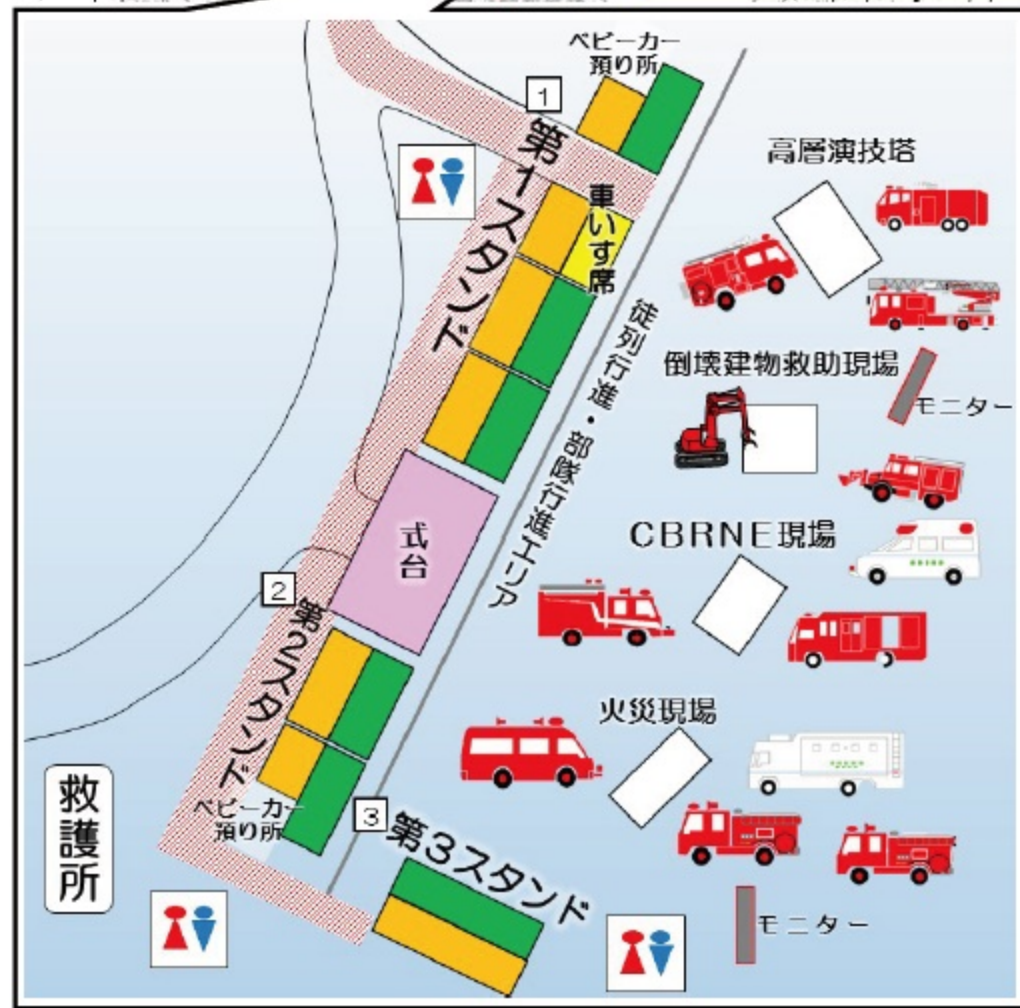 ベビーカー
預り所
1
第1スタンド
車いす席
高層演技塔
徒列行進・部隊行進エリア
倒壊建物救助現場
モニター
式台
CBRNE現場
2
第2スタンド
火災現場
救護所
ベビーカー
預り所
3
第3スタンド
モニター